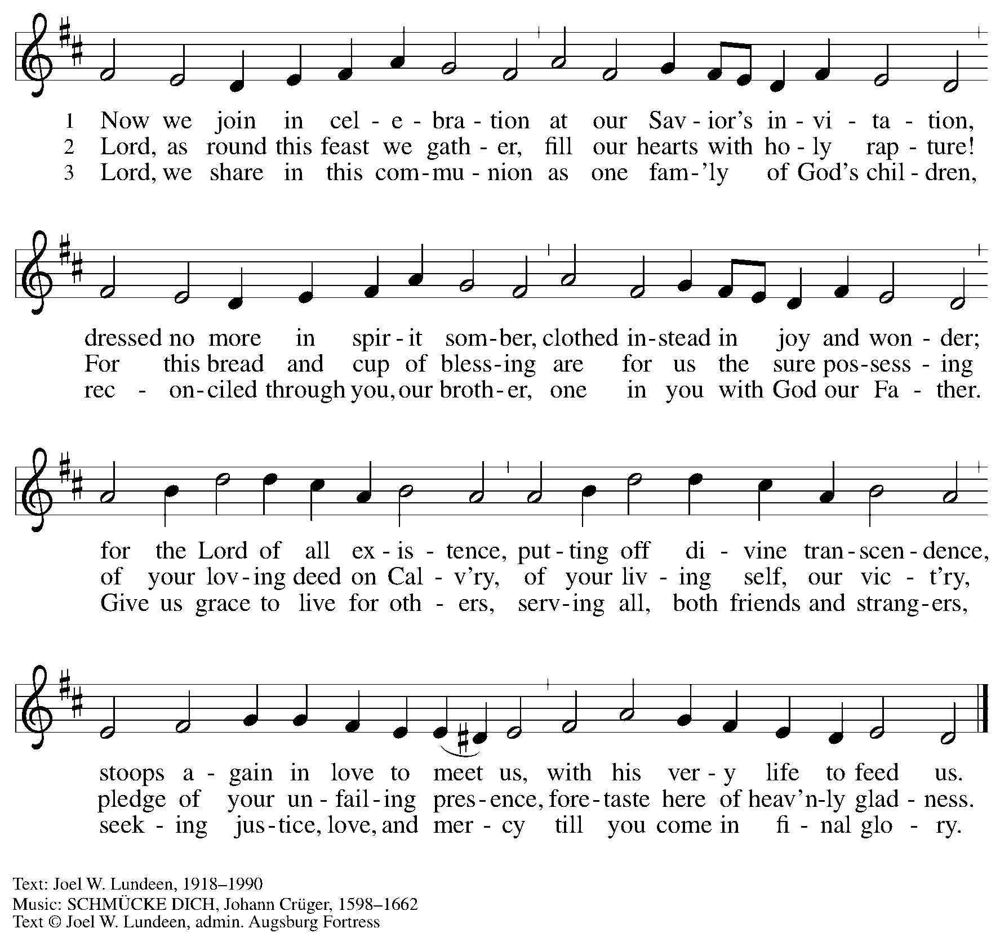 1 Now we join in cel - e - bra - tion at our Sav - ior’s in - vi - ta - tion,
2 Lord, as round this feast we gath - er, fill our hearts with ho - ly rap - ture!
3 Lord, we share in this com - mu - nion as one fam - ’ly of God’s chil - dren,
dressed no more in spir - it som - ber, clothed in - stead in joy and won - der;
For this bread and cup of bless - ing are for us the sure pos - sess - ing
rec - on - ciled through you, our broth - er, one in you with God our Fa - ther.
for the Lord of all ex - is - tence, put - ting off di - vine tran - scen - dence,
of your lov - ing deed on Cal - v’ry, of your liv - ing self, our vic - t’ry,
Give us grace to live for oth - ers, serv - ing all, both friends and strang - ers,
stoops a - gain in love to meet us, with his ver - y life to feed us.
pledge of your un - fail - ing pres - ence, fore - taste here of heav’n - ly glad - ness.
seek - ing jus - tice, love, and mer - cy till you come in fi - nal glo - ry.
Text: Joel W. Lundeen, 1918–1990
Music: SCHMÜCKE DICH, Johann Crüger, 1598–1662
Text © Joel W. Lundeen, admin. Augsburg Fortress